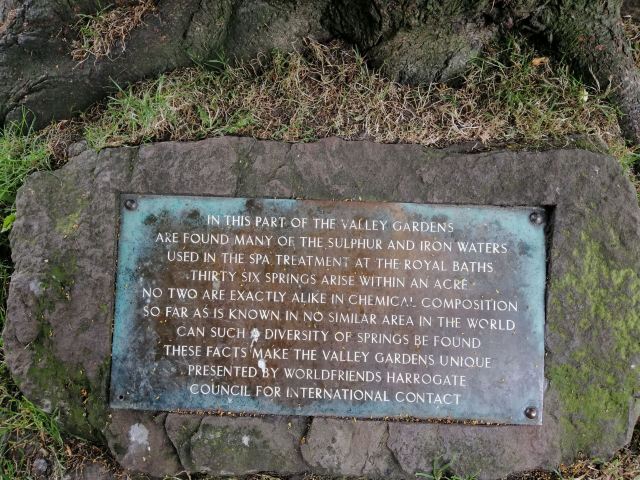 IN THIS PART OF THE VALLEY GARDENS
ARE FOUND MANY OF THE SULPHUR AND IRON WATERS
USED IN THE SPA TREATMENT AT THE ROYAL BATHS
THIRTY SIX SPRINGS ARISE WITHIN AN ACRE
NO TWO ARE EXACTLY ALIKE IN CHEMICAL COMPOSITION
SO FAR AS IS KNOWN IN NO SIMILAR AREA IN THE WORLD
CAN SUCH A DIVERSITY OF SPRINGS BE FOUND
THESE FACTS MAKE THE VALLEY GARDENS UNIQUE
PRESENTED BY WORLDFRIENDS HARROGATE
COUNCIL FOR INTERNATIONAL CONTACT